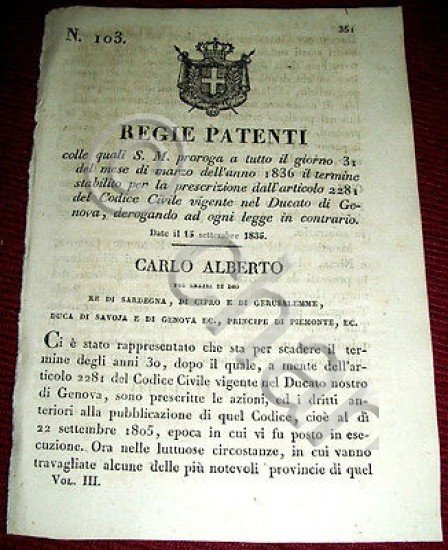 N. 103.
351
REGIE PATENTI
colle quali S. M. proroga a tutto il giorno 31
del mese di marzo dell'anno 1836 il termine
stabilito per la prescrizione dall'articolo 2281
del Codice Civile vigente nel Ducato di Ge-
nova, derogando ad ogni legge in contrario.
Date il 15 settembre 1835.
CARLO ALBERTO
PER GRAZIA DI DIO
RE DI SARDEGNA, DI CIPRO E DI GERUSALEMME,
DUCA DI SAVOJA E DI GENOVA EC., PRINCIPE DI PIEMONTE, EC.
Ci è stato rappresentato che sta per scadere il ter-
mine degli anni 30, dopo il quale, a mente dell'ar-
ticolo 2281 del Codice Civile vigente nel Ducato nostro
di Genova, sono prescritte le azioni, ed i dritti an-
teriori alla pubblicazione di quel Codice, cioè al dì
22 settembre 1805, epoca in cui vi fu posto in ese-
cuzione. Ora nelle luttuose circostanze, in cui vanno
travagliate alcune delle più notevoli provincie di quel
VOL. III.